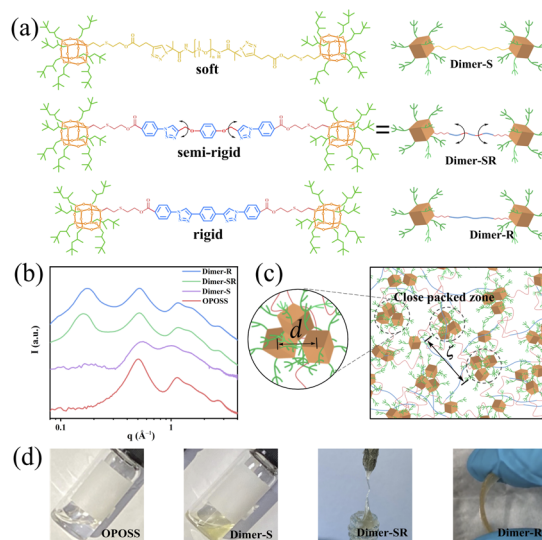 (a)
soft
Dimer-S
semi-rigid
=
Dimer-SR
rigid
Dimer-R
(b)
Dimer-R
Dimer-SR
Dimer-S
OPOSS
I (a.u.)
0.1
1
q (Å⁻¹)
(c)
d
Close packed zone
ζ
(d)
OPOSS
Dimer-S
Dimer-SR
Dimer-R